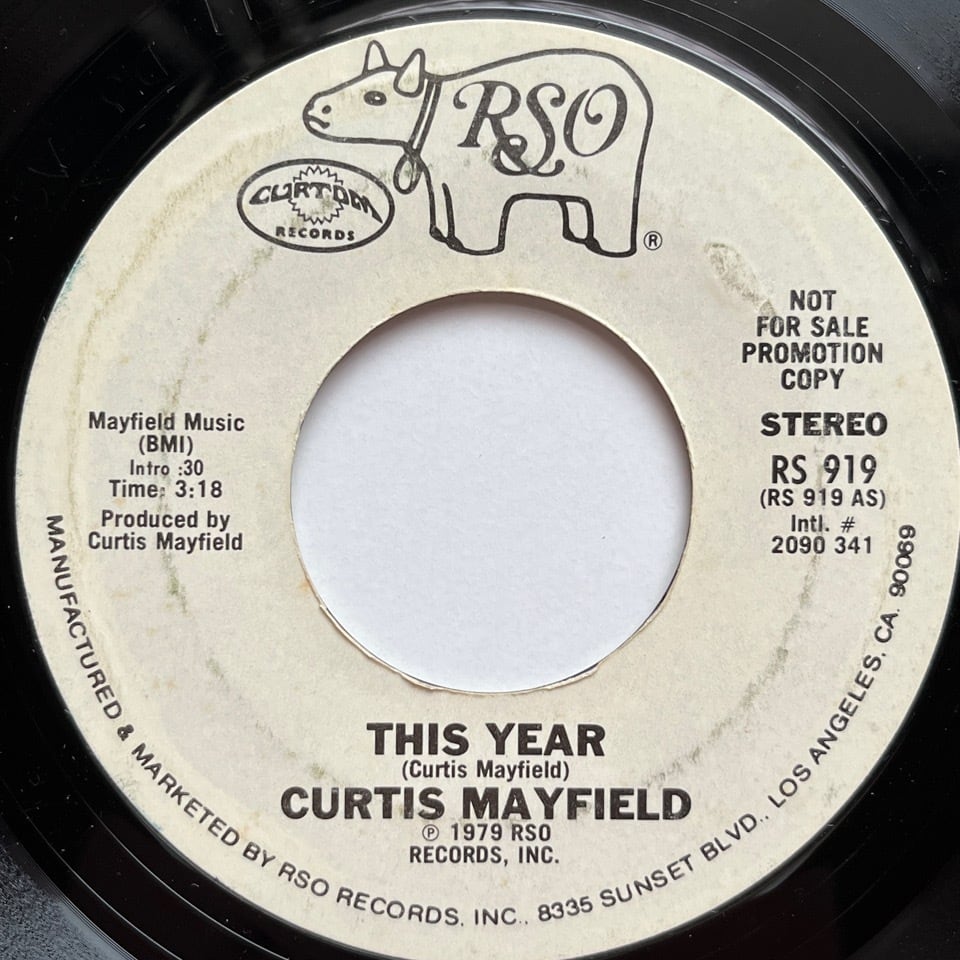 RSO
®
CURTOM
RECORDS
NOT
FOR SALE
PROMOTION
COPY
STEREO
RS 919
(RS 919 AS)
Intl. #
2090 341
Mayfield Music
(BMI)
Intro :30
Time: 3:18
Produced by
Curtis Mayfield
THIS YEAR
(Curtis Mayfield)
CURTIS MAYFIELD
℗ 1979 RSO
RECORDS, INC.
MANUFACTURED & MARKETED BY RSO RECORDS, INC., 8335 SUNSET BLVD., LOS ANGELES, CA. 90069